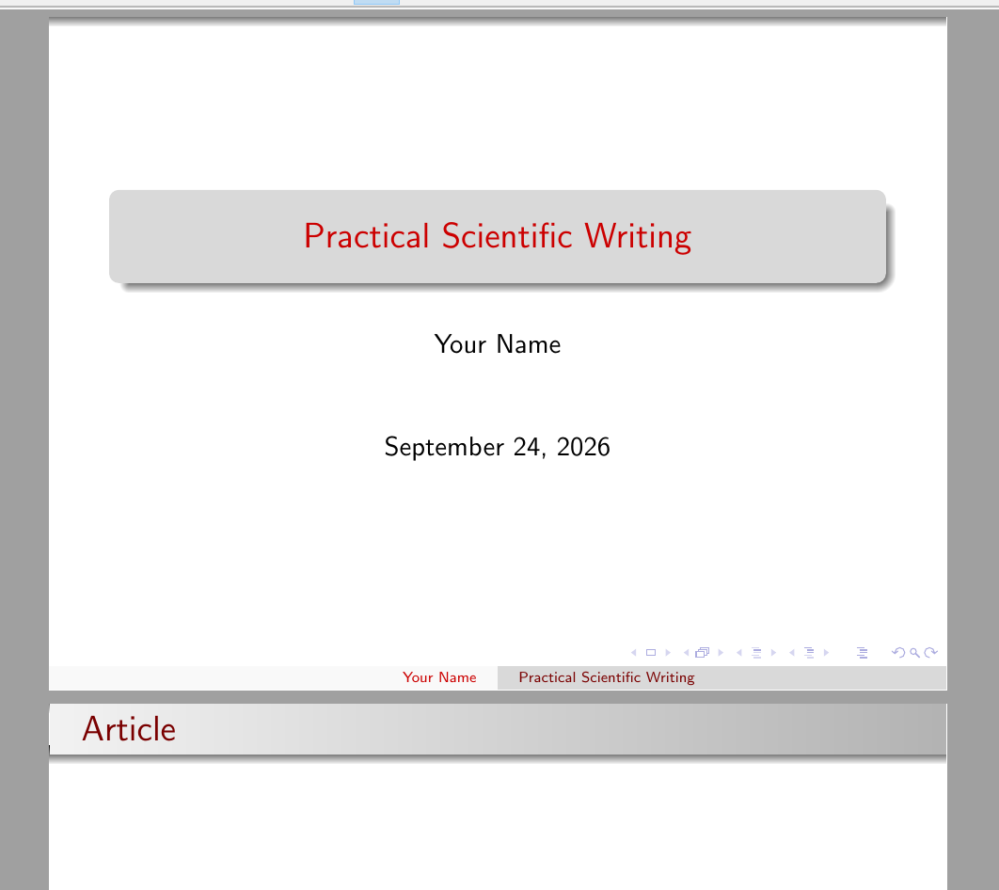 Practical Scientific Writing
Your Name
September 24, 2026
Your Name Practical Scientific Writing
Article